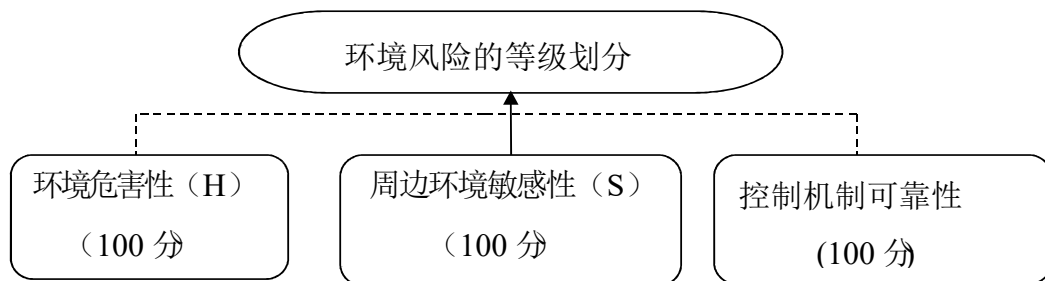 环境风险的等级划分
环境危害性（H）
（100 分）
周边环境敏感性（S）
（100 分）
控制机制可靠性
(100 分)